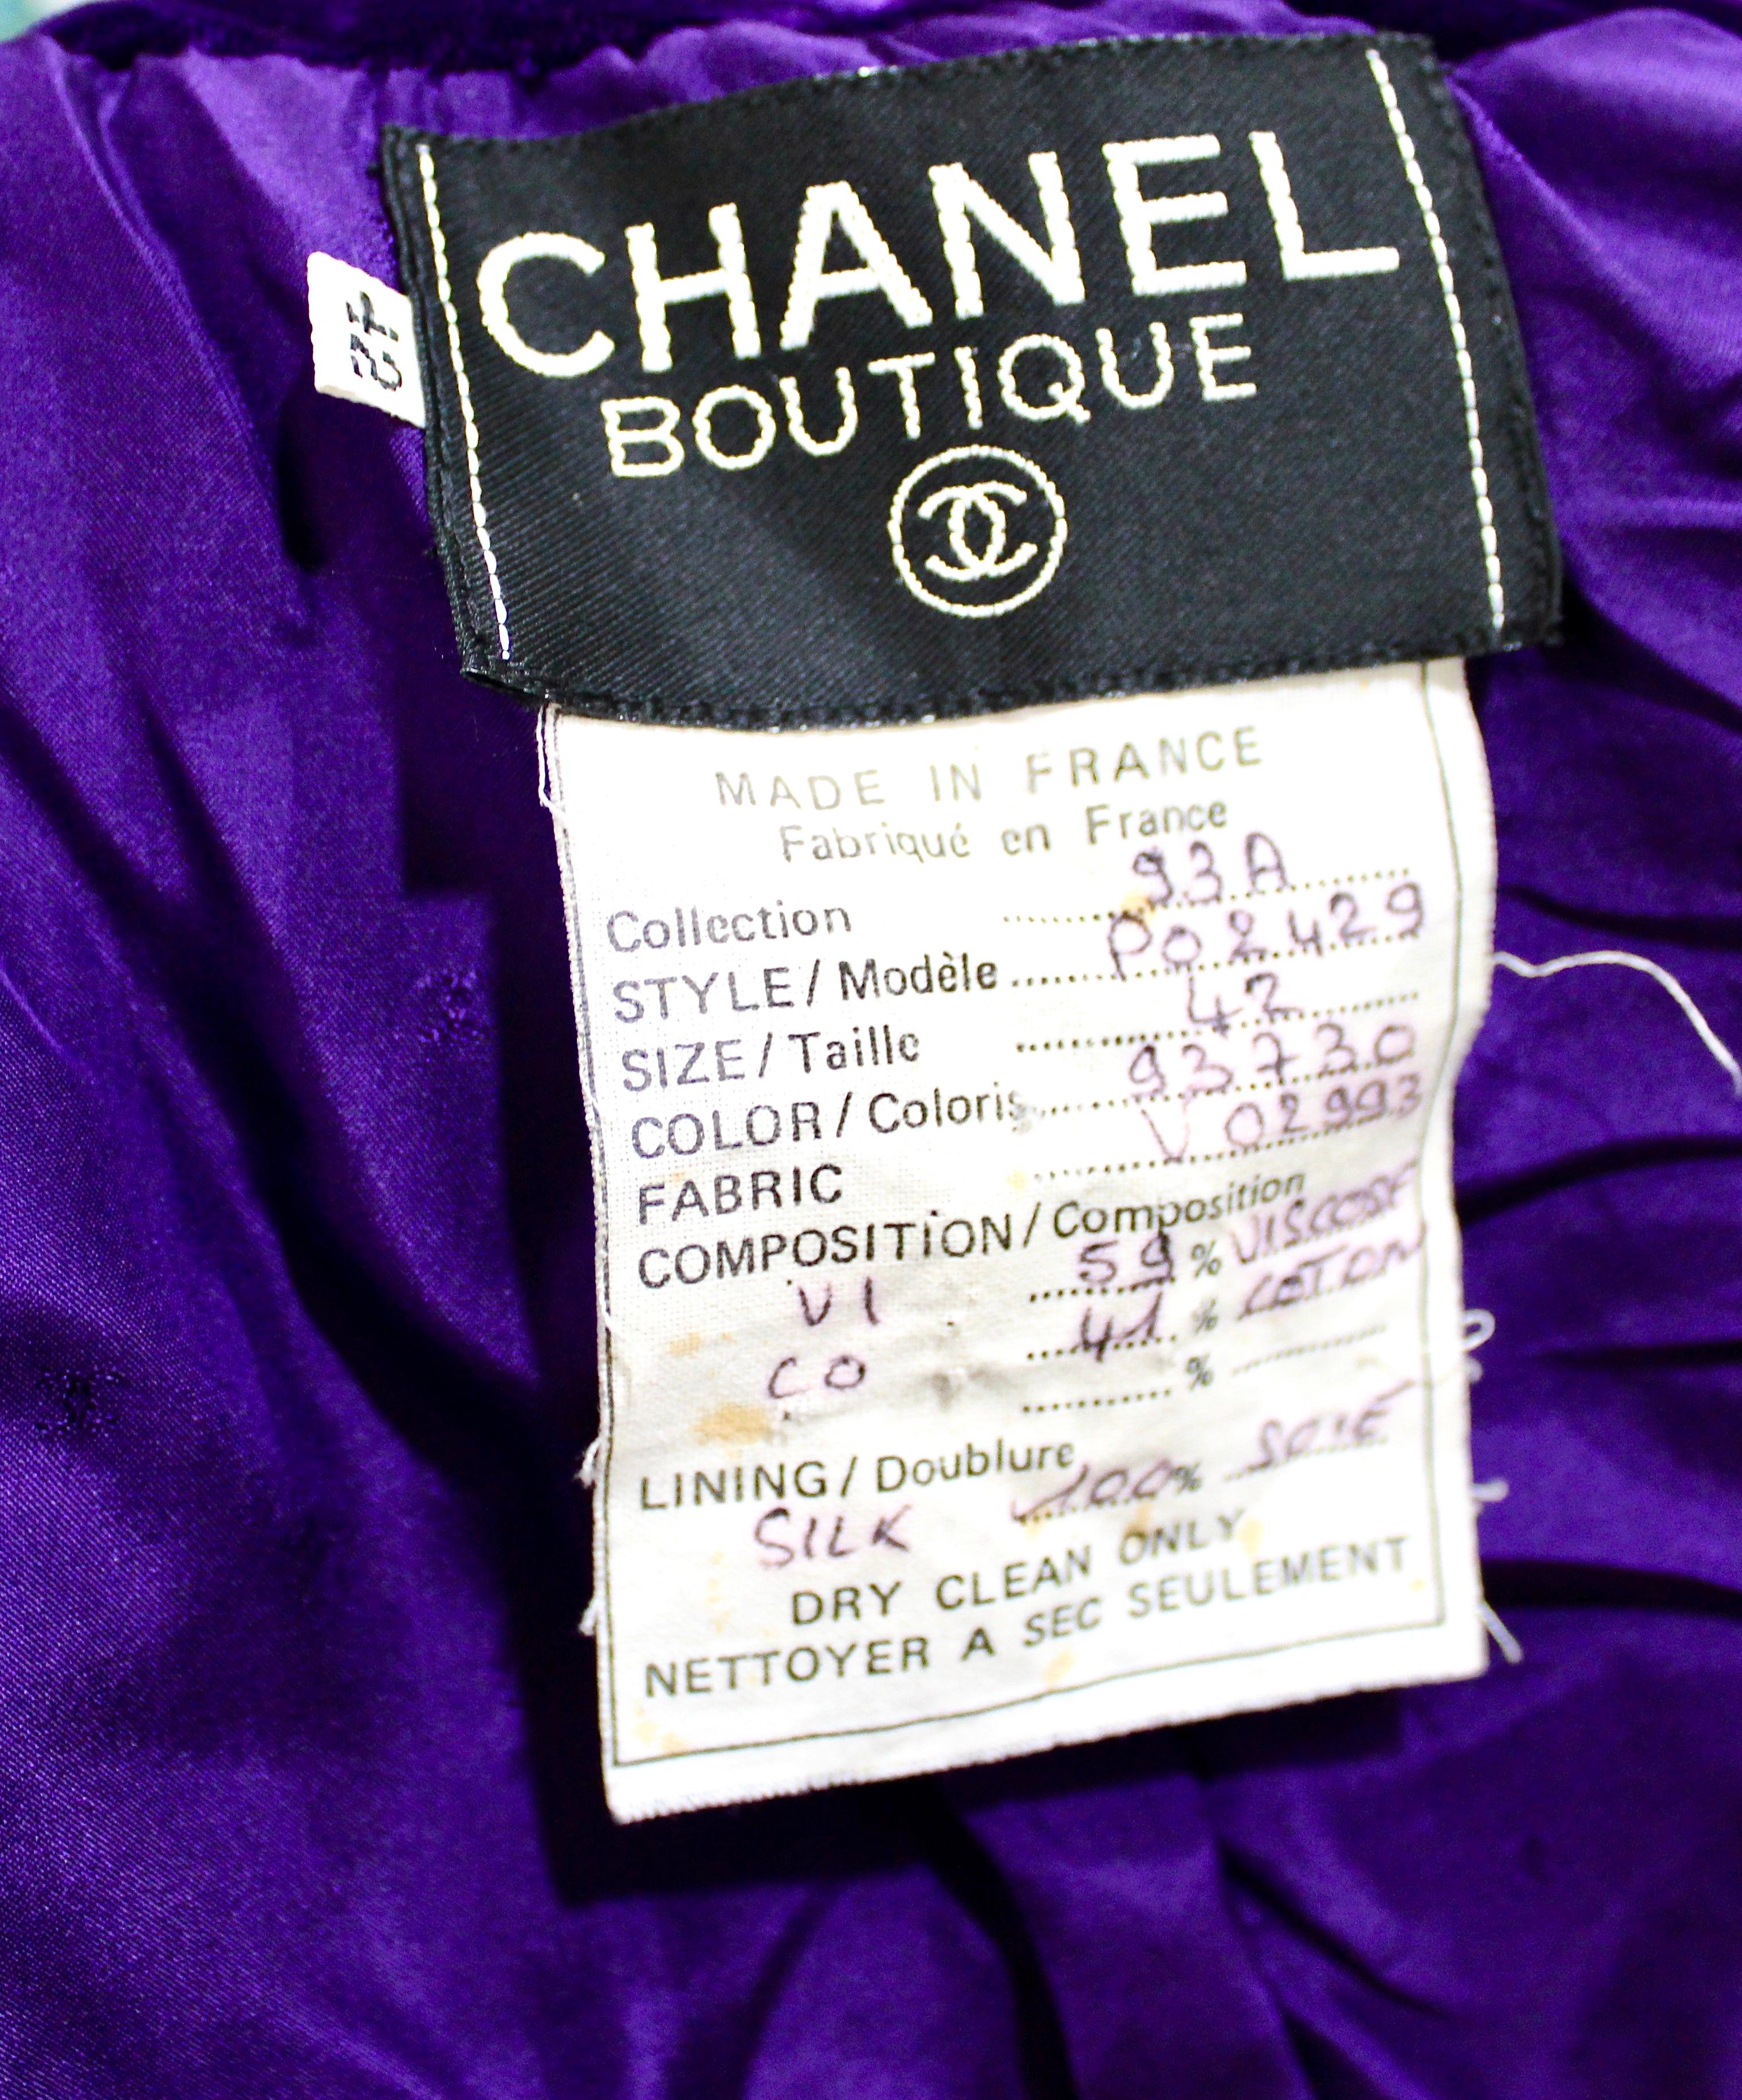 CHANEL
BOUTIQUE
42
MADE IN FRANCE
Fabriqué en France
Collection 93A
STYLE / Modèle P02429
SIZE / Taille 42
COLOR / Coloris 93730
FABRIC V02993
COMPOSITION / Composition
VI 59 % VISCOSE
CO 41 % COTON
%
LINING / Doublure
SILK 100% SOIE
DRY CLEAN ONLY
NETTOYER A SEC SEULEMENT